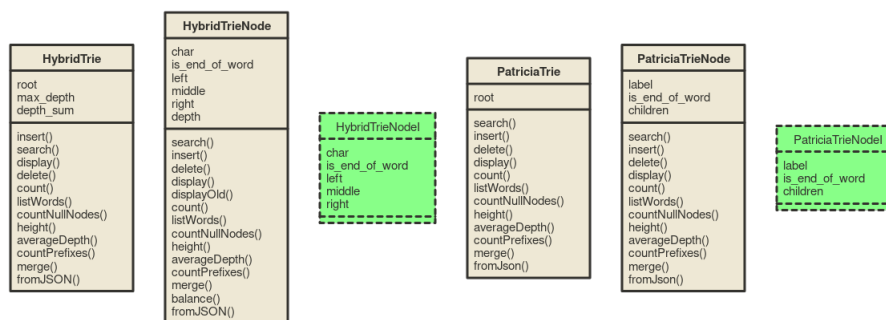 HybridTrie
root
max_depth
depth_sum
insert()
search()
display()
delete()
count()
listWords()
countNullNodes()
height()
averageDepth()
countPrefixes()
merge()
fromJSON()
HybridTrieNode
char
is_end_of_word
left
middle
right
depth
search()
insert()
delete()
display()
displayOld()
count()
listWords()
countNullNodes()
height()
averageDepth()
countPrefixes()
merge()
balance()
fromJSON()
HybridTrieNodeI
char
is_end_of_word
left
middle
right
PatriciaTrie
root
search()
insert()
delete()
display()
count()
listWords()
countNullNodes()
height()
averageDepth()
countPrefixes()
merge()
fromJson()
PatriciaTrieNode
label
is_end_of_word
children
search()
insert()
delete()
display()
count()
listWords()
countNullNodes()
height()
averageDepth()
countPrefixes()
merge()
fromJson()
PatriciaTrieNodeI
label
is_end_of_word
children